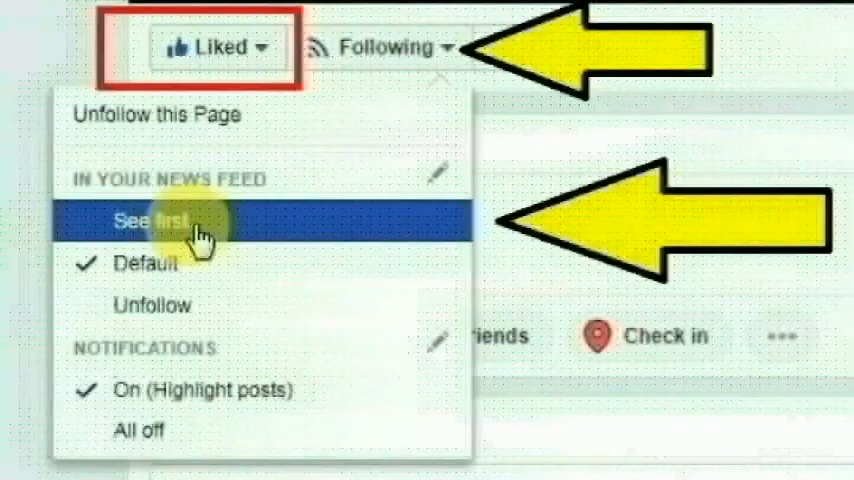 Liked Following
Unfollow this Page
IN YOUR NEWS FEED
See first
Default
Unfollow
riends Check in
NOTIFICATIONS
On (Highlight posts)
All off